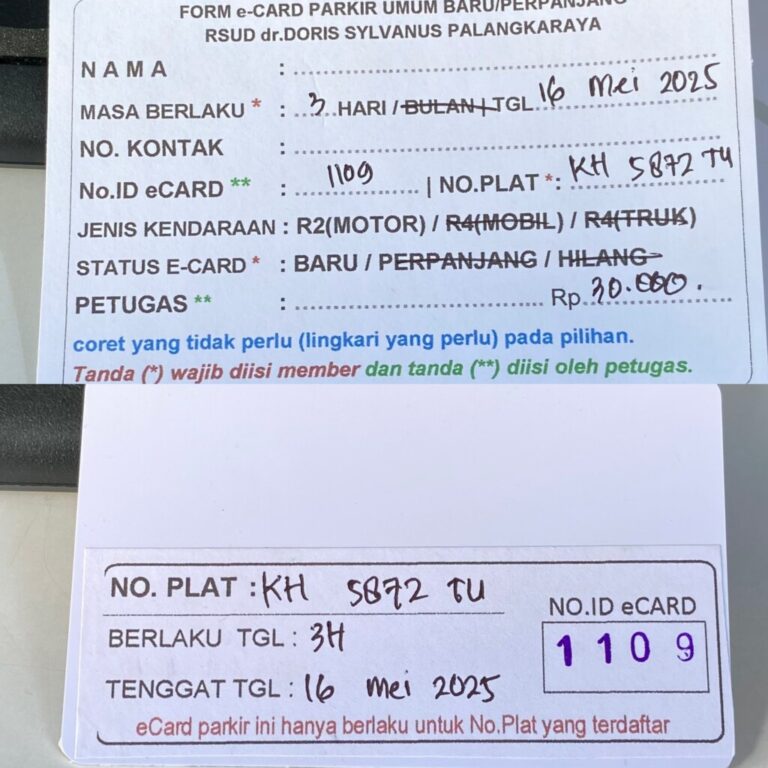 FORM e-CARD PARKIR UMUM BARU/PERPANJANG
RSUD dr.DORIS SYLVANUS PALANGKARAYA
N A M A :
MASA BERLAKU * : 3 HARI / BULAN | TGL 16 Mei 2025
NO. KONTAK :
No.ID eCARD ** : 1109 | NO.PLAT *: KH 5872 TU
JENIS KENDARAAN : R2(MOTOR) / R4(MOBIL) / R4(TRUK)
STATUS E-CARD * : BARU / PERPANJANG / HILANG
PETUGAS ** : Rp 30.000.
coret yang tidak perlu (lingkari yang perlu) pada pilihan.
Tanda (*) wajib diisi member dan tanda (**) diisi oleh petugas.
NO. PLAT : KH 5872 TU
BERLAKU TGL : 3H
TENGGAT TGL : 16 Mei 2025
NO.ID eCARD
1109
eCard parkir ini hanya berlaku untuk No.Plat yang terdaftar